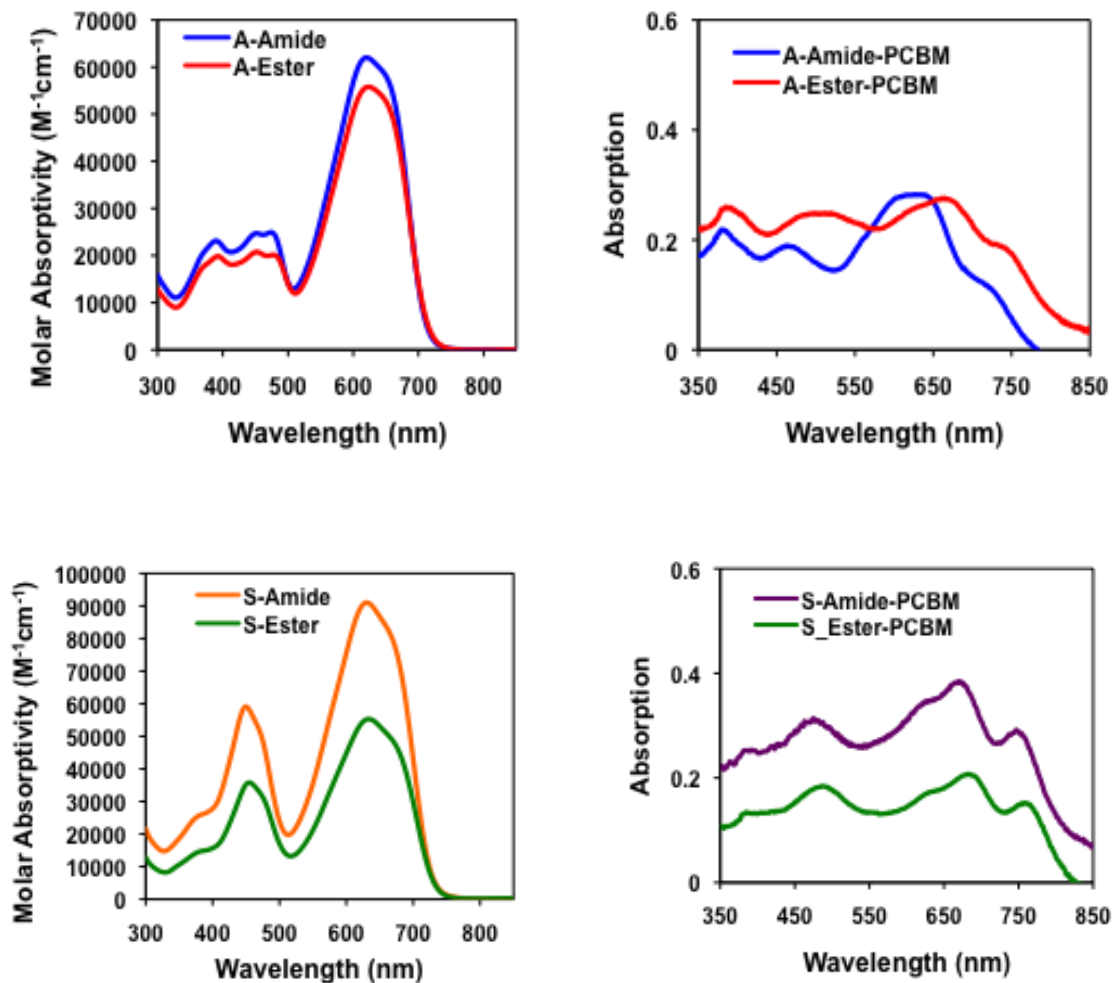 70000
60000
50000
40000
30000
20000
10000
0
Molar Absorptivity (M⁻¹cm⁻¹)
A-Amide
A-Ester
300 400 500 600 700 800
Wavelength (nm)
0.6
0.4
0.2
0
Absorption
A-Amide-PCBM
A-Ester-PCBM
350 450 550 650 750 850
Wavelength (nm)
100000
90000
80000
70000
60000
50000
40000
30000
20000
10000
0
Molar Absorptivity (M⁻¹cm⁻¹)
S-Amide
S-Ester
300 400 500 600 700 800
Wavelength (nm)
0.6
0.4
0.2
0
Absorption
S-Amide-PCBM
S_Ester-PCBM
350 450 550 650 750 850
Wavelength (nm)